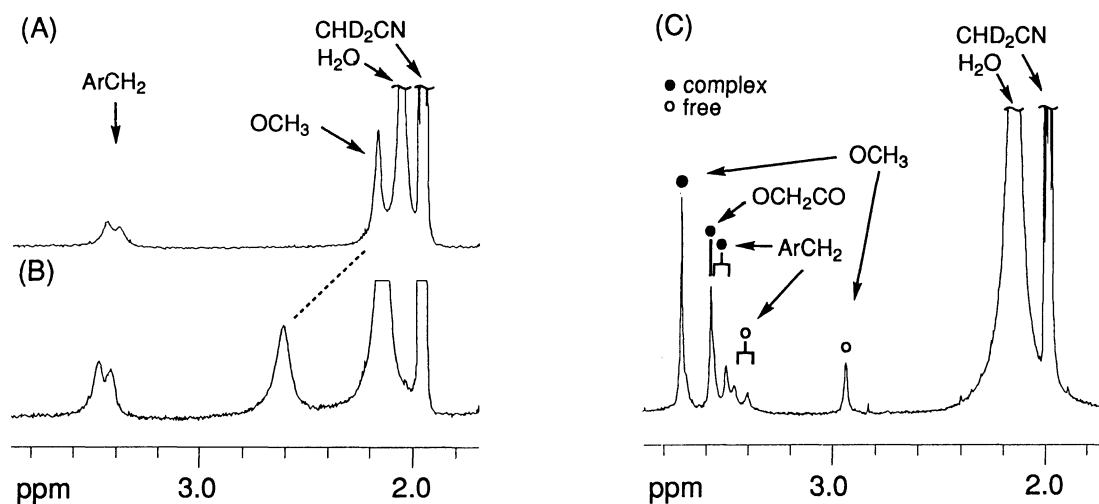 (A)
CHD₂CN
H₂O
ArCH₂
OCH₃
(B)
ppm 3.0 2.0
(C)
CHD₂CN
H₂O
● complex
○ free
OCH₃
OCH₂CO
ArCH₂
ppm 3.0 2.0